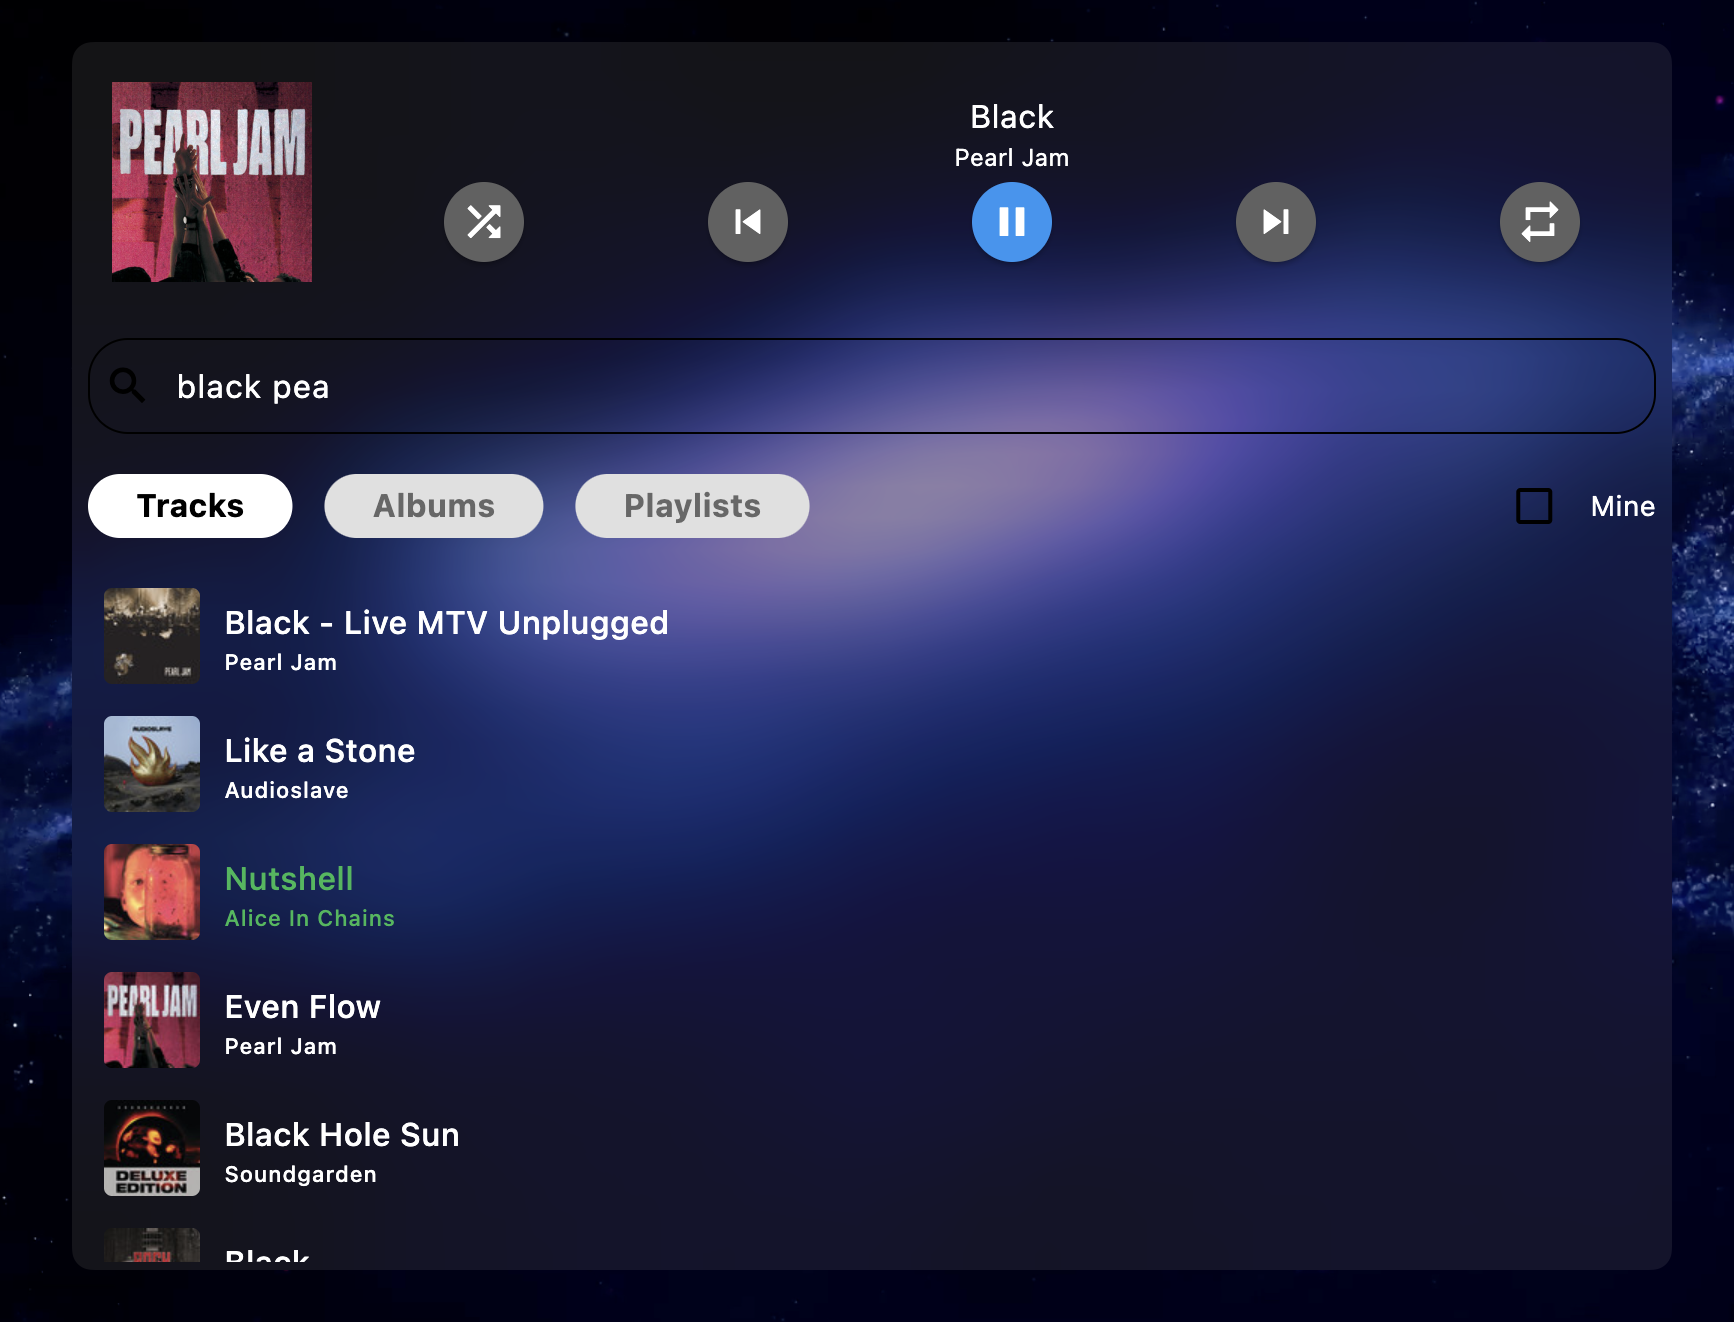 PEARL JAM
Black
Pearl Jam
black pea
Tracks
Albums
Playlists
Mine
Black - Live MTV Unplugged
Pearl Jam
PEARL JAM
Like a Stone
Audioslave
AUDIOSLAVE
Nutshell
Alice In Chains
PEARL JAM
Even Flow
Pearl Jam
Black Hole Sun
Soundgarden
DELUXE
EDITION
Black